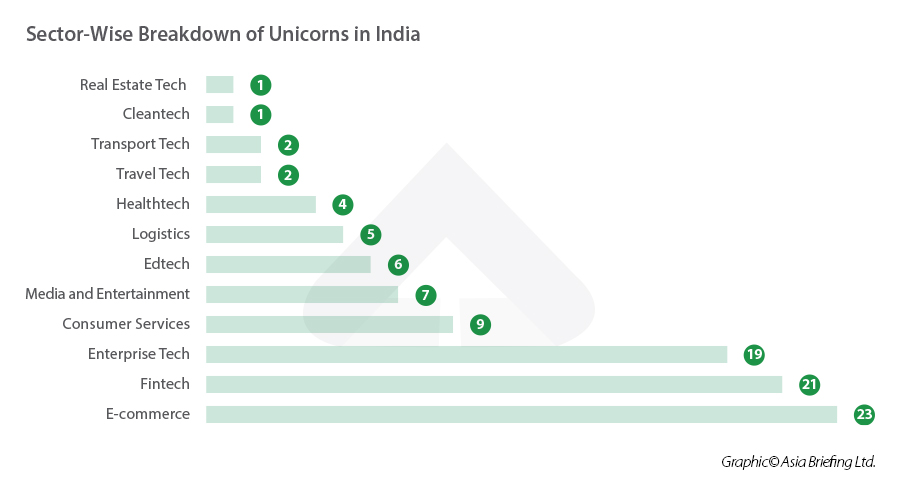 Sector-Wise Breakdown of Unicorns in India
Real Estate Tech 1
Cleantech 1
Transport Tech 2
Travel Tech 2
Healthtech 4
Logistics 5
Edtech 6
Media and Entertainment 7
Consumer Services 9
Enterprise Tech 19
Fintech 21
E-commerce 23
Graphic© Asia Briefing Ltd.